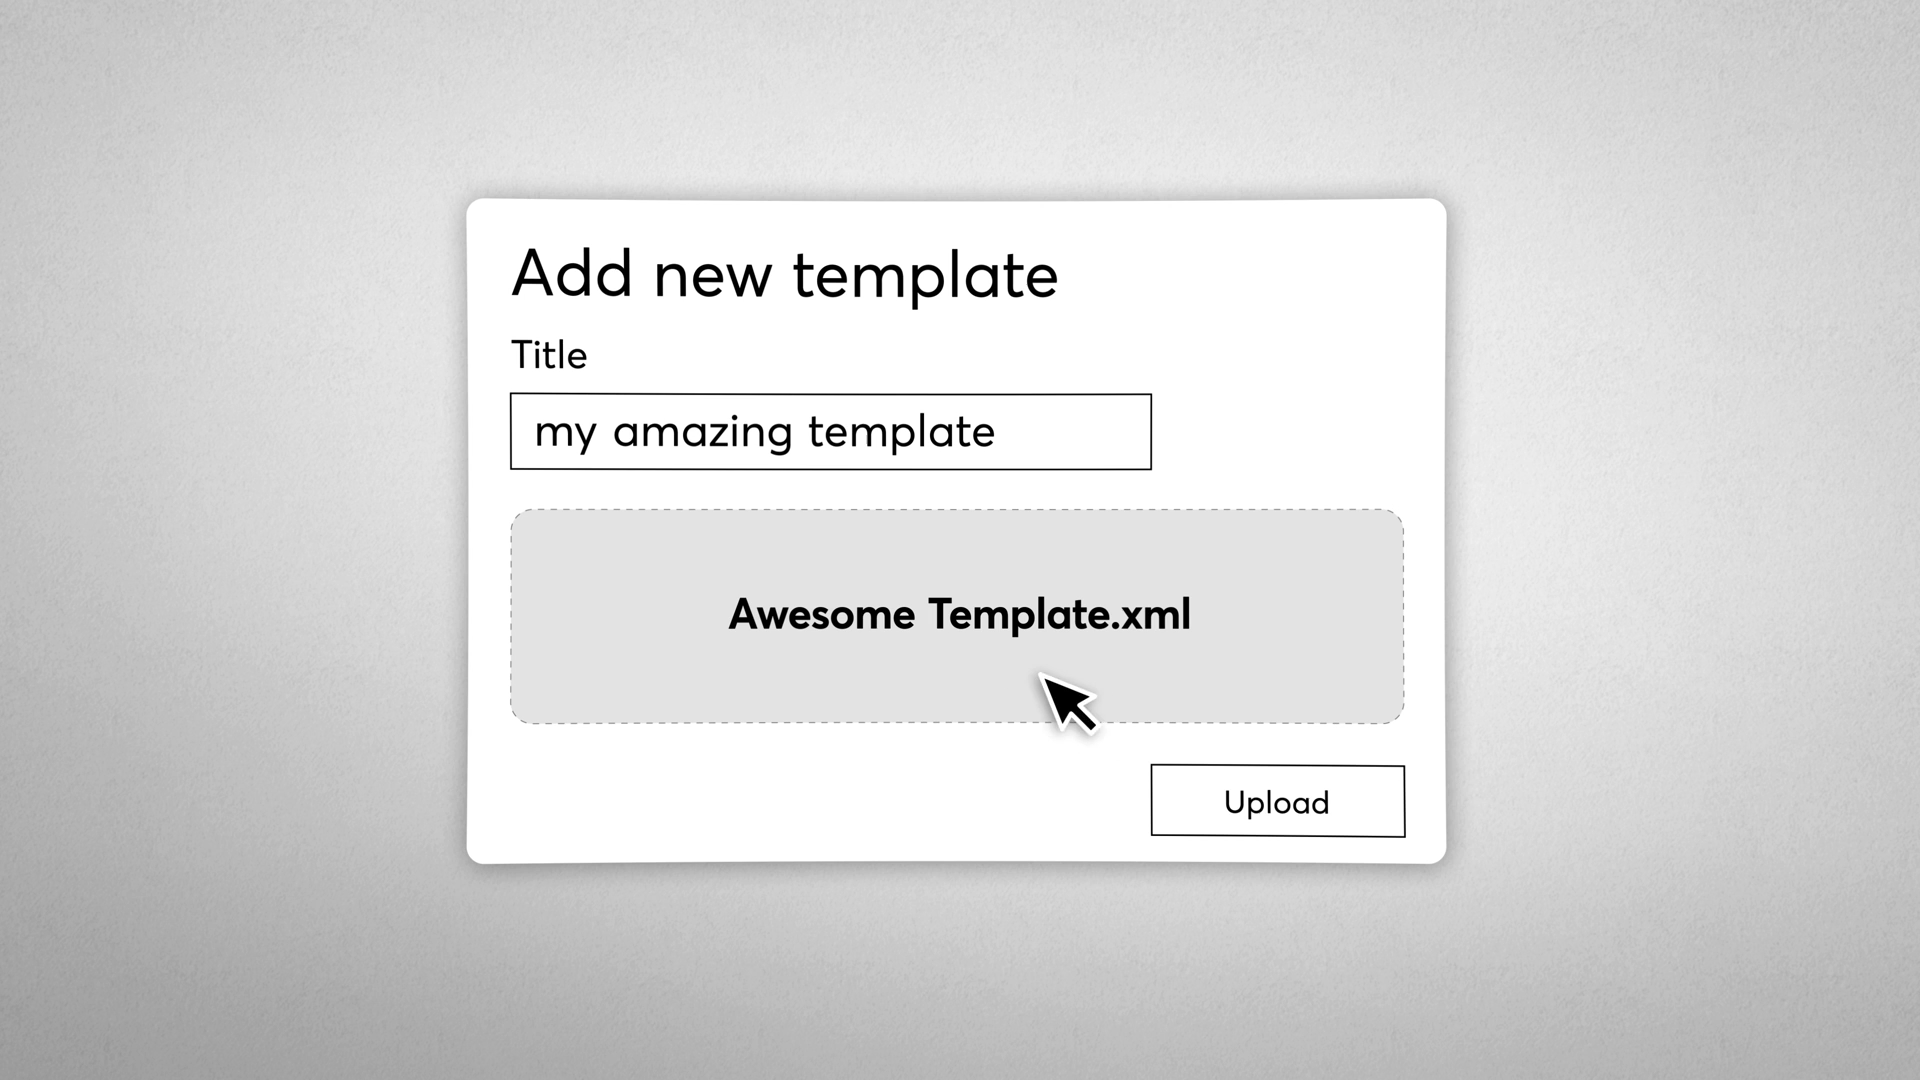 Add new template
Title
my amazing template
Awesome Template.xml
Upload